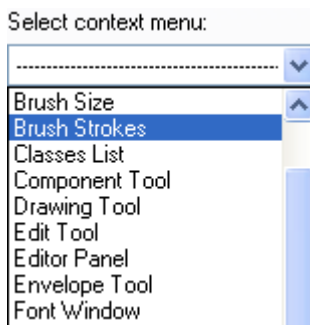 Select context menu:
-------------------------------------------
Brush Size
Brush Strokes
Classes List
Component Tool
Drawing Tool
Edit Tool
Editor Panel
Envelope Tool
Font Window